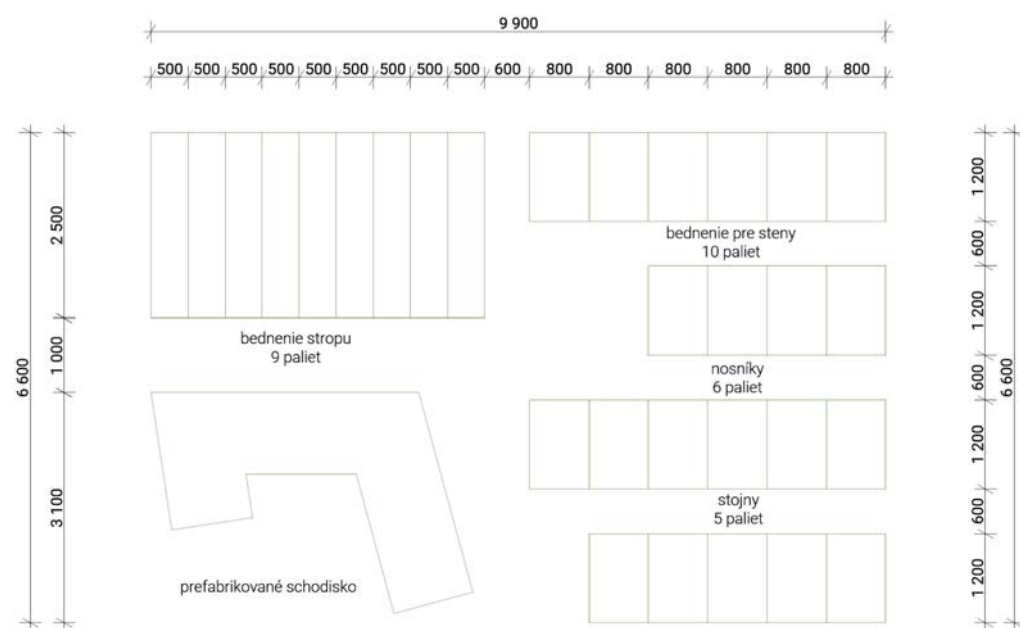 9 900
500 500 500 500 500 500 500 500 500 600 800 800 800 800 800 800
6 600
2 500
1 000
3 100
bednenie stropu
9 paliet
prefabrikované schodisko
bednenie pre steny
10 paliet
nosníky
6 paliet
stojny
5 paliet
1 200
600
1 200
600
1 200
600
1 200
6 600